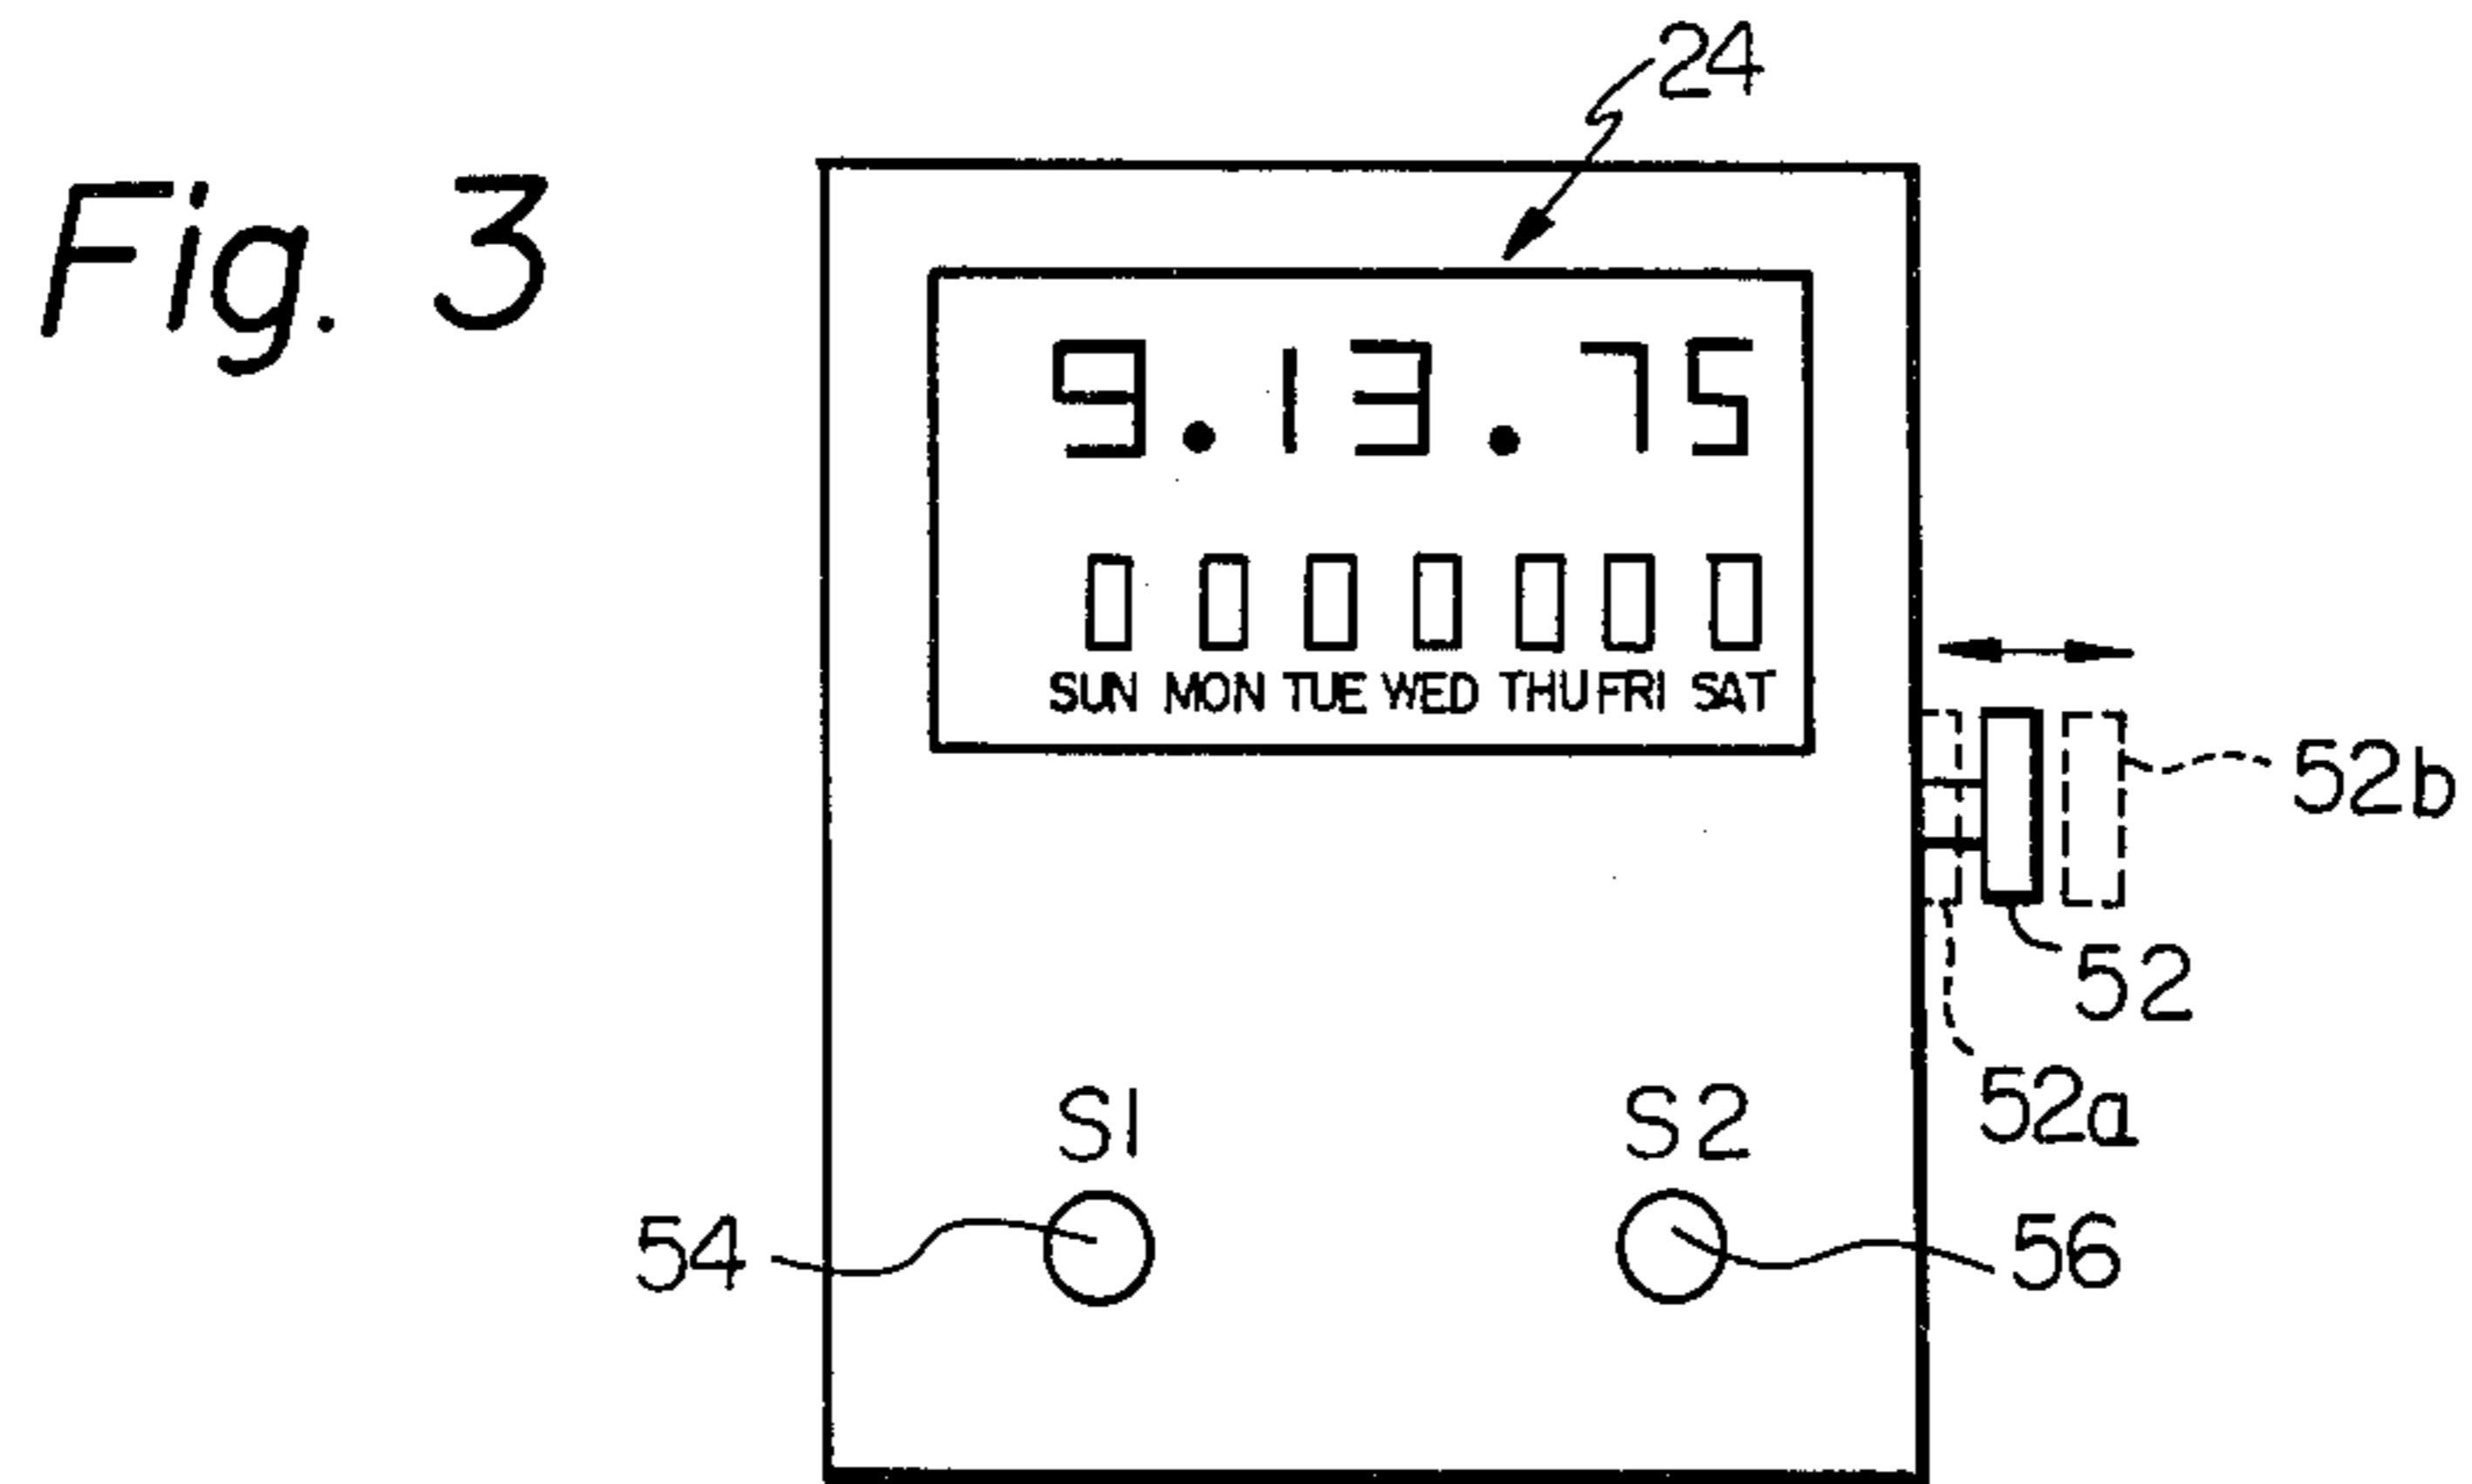 24
Fig. 3
9.13.75
SUN MON TUE WED THU FRI SAT
52b
52
52a
S1 S2
54 56